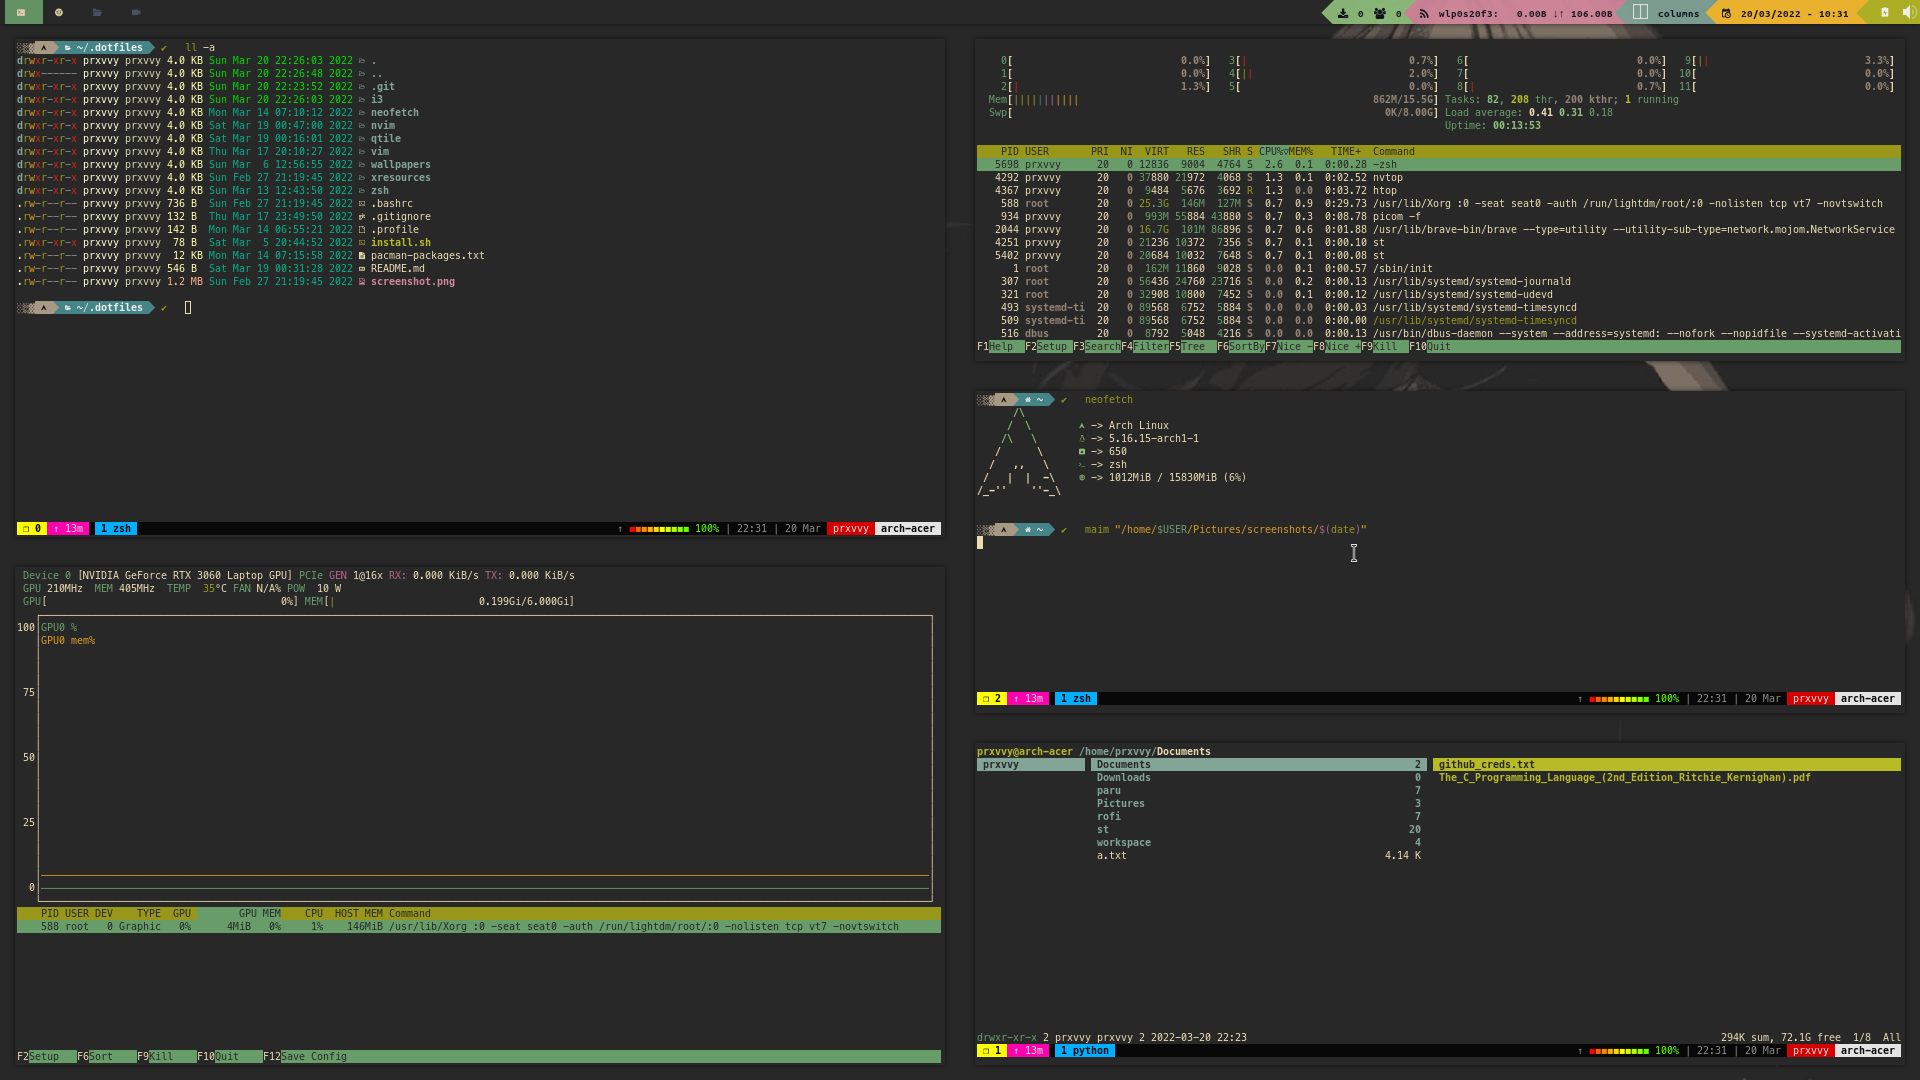 0 0 wlp0s20f3: 0.00B ↓↑ 106.00B columns 20/03/2022 - 10:31
~/.dotfiles ✔ ll -a
drwxr-xr-x prxvvy prxvvy 4.0 KB Sun Mar 20 22:26:03 2022 .
drwx------ prxvvy prxvvy 4.0 KB Sun Mar 20 22:26:48 2022 ..
drwxr-xr-x prxvvy prxvvy 4.0 KB Sun Mar 20 22:23:52 2022 .git
drwxr-xr-x prxvvy prxvvy 4.0 KB Sun Mar 20 22:26:03 2022 i3
drwxr-xr-x prxvvy prxvvy 4.0 KB Mon Mar 14 07:10:12 2022 neofetch
drwxr-xr-x prxvvy prxvvy 4.0 KB Sat Mar 19 00:47:00 2022 nvim
drwxr-xr-x prxvvy prxvvy 4.0 KB Sat Mar 19 00:16:01 2022 qtile
drwxr-xr-x prxvvy prxvvy 4.0 KB Thu Mar 17 20:10:27 2022 vim
drwxr-xr-x prxvvy prxvvy 4.0 KB Sun Mar 6 12:56:55 2022 wallpapers
drwxr-xr-x prxvvy prxvvy 4.0 KB Sun Feb 27 21:19:45 2022 xresources
drwxr-xr-x prxvvy prxvvy 4.0 KB Sun Mar 13 12:43:50 2022 zsh
.rw-r--r-- prxvvy prxvvy 736 B Sun Feb 27 21:19:45 2022 .bashrc
.rw-r--r-- prxvvy prxvvy 132 B Thu Mar 17 23:49:50 2022 .gitignore
.rw-r--r-- prxvvy prxvvy 142 B Mon Mar 14 06:55:21 2022 .profile
.rwxr-xr-x prxvvy prxvvy 78 B Sat Mar 5 20:44:52 2022 install.sh
.rw-r--r-- prxvvy prxvvy 12 KB Mon Mar 14 07:15:58 2022 pacman-packages.txt
.rw-r--r-- prxvvy prxvvy 546 B Sat Mar 19 00:31:28 2022 README.md
.rw-r--r-- prxvvy prxvvy 1.2 MB Sun Feb 27 21:19:45 2022 screenshot.png
~/.dotfiles ✔
0 ↑ 13m 1 zsh ↑ 100% | 22:31 | 20 Mar prxvvy arch-acer
Device 0 [NVIDIA GeForce RTX 3060 Laptop GPU] PCIe GEN 1@16x RX: 0.000 KiB/s TX: 0.000 KiB/s
GPU 210MHz MEM 405MHz TEMP 35°C FAN N/A% POW 10 W
GPU[ 0%] MEM[| 0.199Gi/6.000Gi]
100 GPU0 %
GPU0 mem%
75
50
25
0
PID USER DEV TYPE GPU GPU MEM CPU HOST MEM Command
588 root 0 Graphic 0% 4MiB 0% 1% 146MiB /usr/lib/Xorg :0 -seat seat0 -auth /run/lightdm/root/:0 -nolisten tcp vt7 -novtswitch
F2Setup F6Sort F9Kill F10Quit F12Save Config
0[ 0.0%] 3[| 0.7%] 6[ 0.0%] 9[|| 3.3%]
1[ 0.0%] 4[|| 2.0%] 7[ 0.0%] 10[ 0.0%]
2[| 1.3%] 5[ 0.0%] 8[| 0.7%] 11[ 0.0%]
Mem[||||||||||| 862M/15.5G] Tasks: 82, 208 thr, 200 kthr; 1 running
Swp[ 0K/8.00G] Load average: 0.41 0.31 0.18
Uptime: 00:13:53
PID USER PRI NI VIRT RES SHR S CPU%▽MEM% TIME+ Command
5698 prxvvy 20 0 12836 9004 4764 S 2.6 0.1 0:00.28 -zsh
4292 prxvvy 20 0 37880 21972 4068 S 1.3 0.1 0:02.52 nvtop
4367 prxvvy 20 0 9484 5676 3692 R 1.3 0.0 0:03.72 htop
588 root 20 0 25.3G 146M 127M S 0.7 0.9 0:29.73 /usr/lib/Xorg :0 -seat seat0 -auth /run/lightdm/root/:0 -nolisten tcp vt7 -novtswitch
934 prxvvy 20 0 993M 55884 43880 S 0.7 0.3 0:08.78 picom -f
2044 prxvvy 20 0 16.7G 101M 86896 S 0.7 0.6 0:01.88 /usr/lib/brave-bin/brave --type=utility --utility-sub-type=network.mojom.NetworkService
4251 prxvvy 20 0 21236 10372 7356 S 0.7 0.1 0:00.10 st
5402 prxvvy 20 0 20684 10032 7648 S 0.7 0.1 0:00.08 st
1 root 20 0 162M 11860 9028 S 0.0 0.1 0:00.57 /sbin/init
307 root 20 0 56436 24760 23716 S 0.0 0.2 0:00.13 /usr/lib/systemd/systemd-journald
321 root 20 0 32908 10800 7452 S 0.0 0.1 0:00.12 /usr/lib/systemd/systemd-udevd
493 systemd-ti 20 0 89568 6752 5884 S 0.0 0.0 0:00.03 /usr/lib/systemd/systemd-timesyncd
509 systemd-ti 20 0 89568 6752 5884 S 0.0 0.0 0:00.00 /usr/lib/systemd/systemd-timesyncd
516 dbus 20 0 8792 5048 4216 S 0.0 0.0 0:00.13 /usr/bin/dbus-daemon --system --address=systemd: --nofork --nopidfile --systemd-activati
F1Help F2Setup F3SearchF4FilterF5Tree F6SortByF7Nice -F8Nice +F9Kill F10Quit
~ ✔ neofetch
-> Arch Linux
-> 5.16.15-arch1-1
-> 650
-> zsh
-> 1012MiB / 15830MiB (6%)
~ ✔ maim "/home/$USER/Pictures/screenshots/$(date)"
2 ↑ 13m 1 zsh ↑ 100% | 22:31 | 20 Mar prxvvy arch-acer
prxvvy@arch-acer /home/prxvvy/Documents
prxvvy Documents 2 github_creds.txt
Downloads 0 The_C_Programming_Language_(2nd_Edition_Ritchie_Kernighan).pdf
paru 7
Pictures 3
rofi 7
st 20
workspace 4
a.txt 4.14 K
drwxr-xr-x 2 prxvvy prxvvy 2 2022-03-20 22:23 294K sum, 72.1G free 1/8 All
1 ↑ 13m 1 python ↑ 100% | 22:31 | 20 Mar prxvvy arch-acer